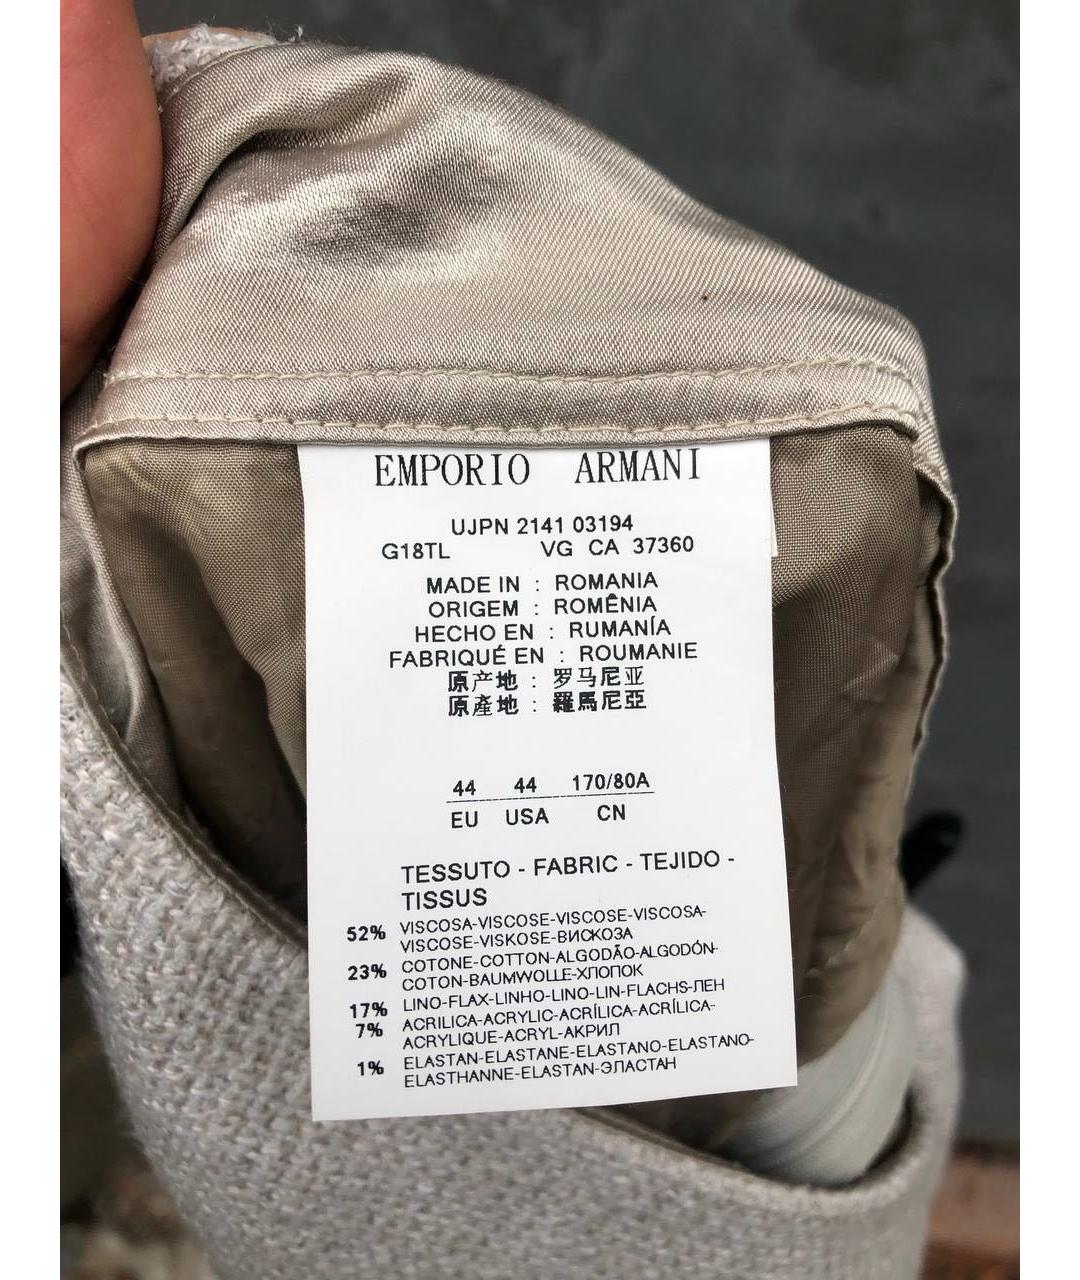 EMPORIO ARMANI
UJPN 2141 03194
G18TL VG CA 37360
MADE IN : ROMANIA
ORIGEM : ROMÊNIA
HECHO EN : RUMANÍA
FABRIQUÉ EN : ROUMANIE
原产地 : 罗马尼亚
原產地 : 羅馬尼亞
44 44 170/80A
EU USA CN
TESSUTO - FABRIC - TEJIDO -
TISSUS
52% VISCOSA-VISCOSE-VISCOSE-VISCOSA-
VISCOSE-VISKOSE-ВИСКОЗА
23% COTONE-COTTON-ALGODÃO-ALGODÓN-
COTON-BAUMWOLLE-ХЛОПОК
17% LINO-FLAX-LINHO-LINO-LIN-FLACHS-ЛЕН
7% ACRILICA-ACRYLIC-ACRÍLICA-ACRÍLICA-
ACRYLIQUE-ACRYL-АКРИЛ
1% ELASTAN-ELASTANE-ELASTANO-ELASTANO-
ELASTHANNE-ELASTAN-ЭЛАСТАН